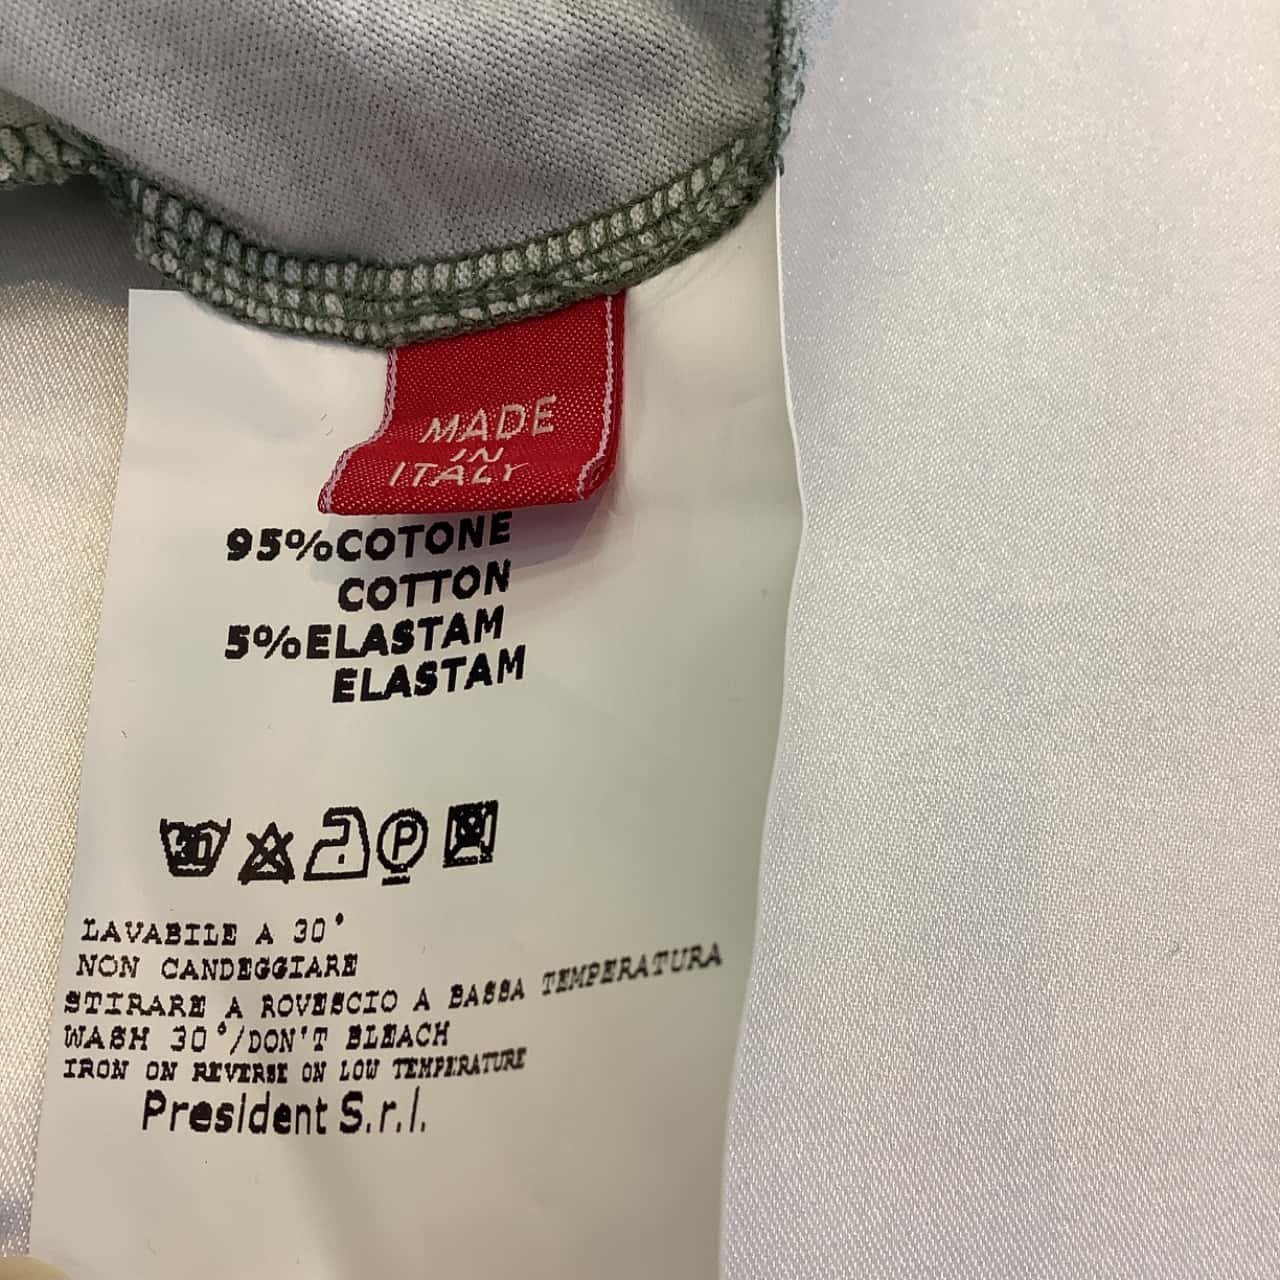 MADE
IN
ITALY
95%COTONE
COTTON
5%ELASTAM
ELASTAM
30
P
LAVABILE A 30°
NON CANDEGGIARE
STIRARE A ROVESCIO A BASSA TEMPERATURA
WASH 30°/DON'T BLEACH
IRON ON REVERSE ON LOW TEMPERATURE
President S.r.l.